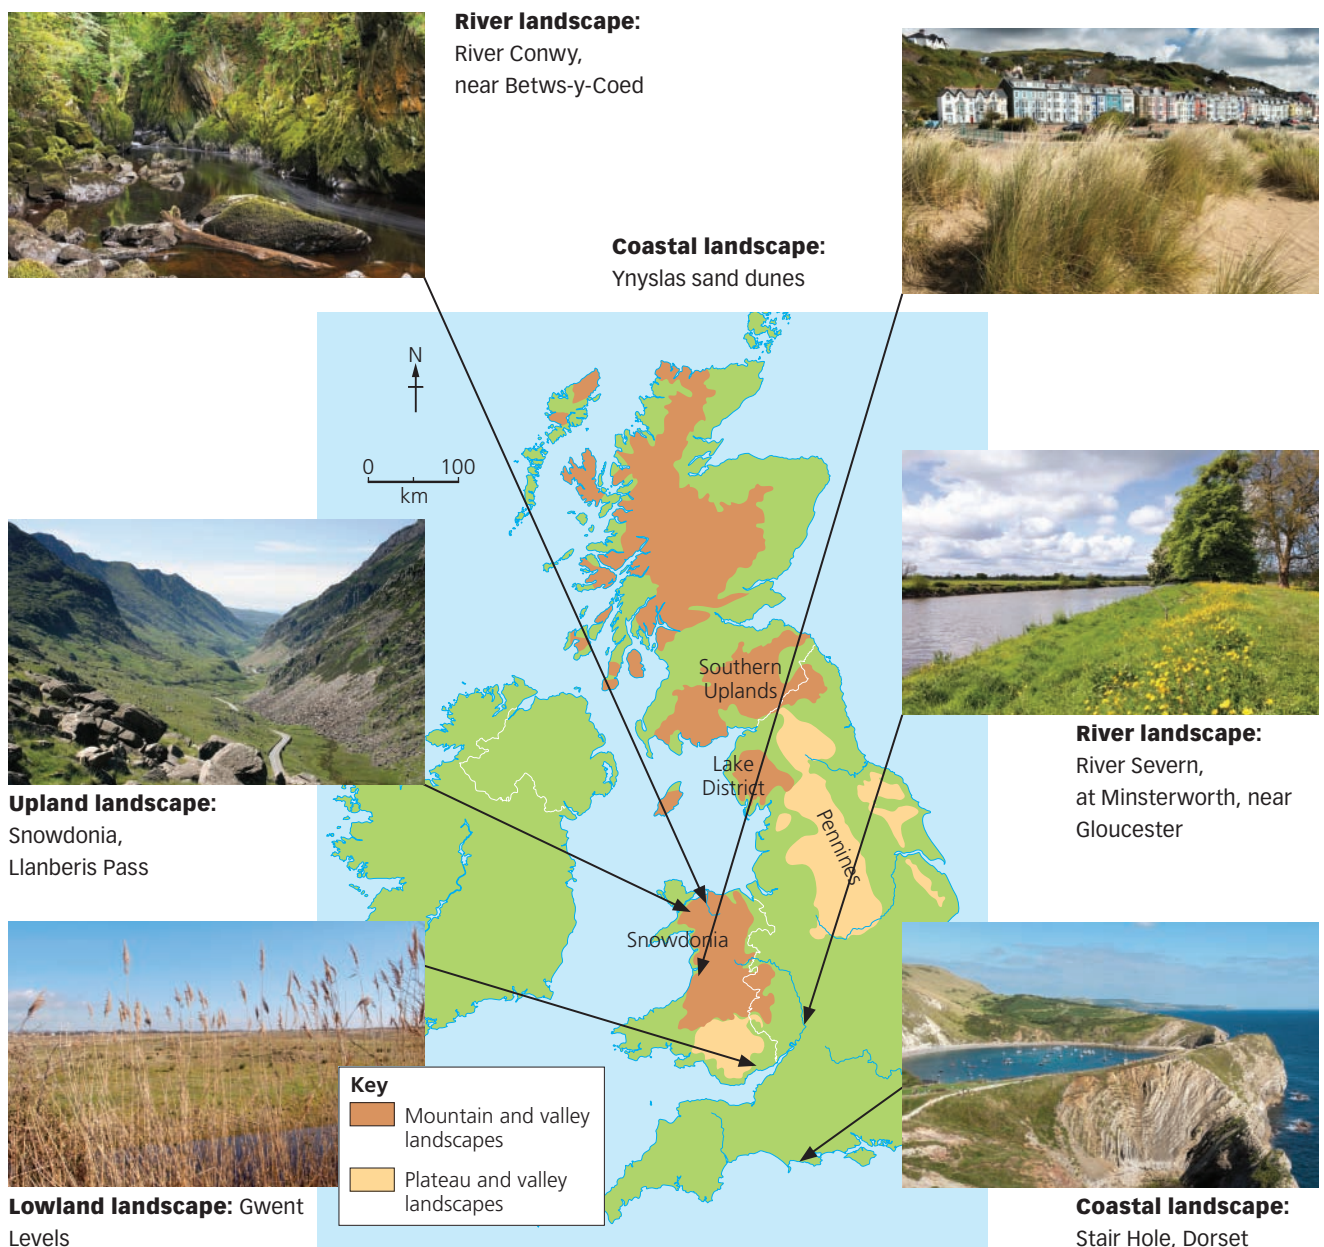 River landscape:
River Conwy,
near Betws-y-Coed
Coastal landscape:
Ynyslas sand dunes
N
0 100
km
Southern
Uplands
Lake
District
Pennines
River landscape:
River Severn,
at Minsterworth, near
Gloucester
Upland landscape:
Snowdonia,
Llanberis Pass
Snowdonia
Key
Mountain and valley
landscapes
Plateau and valley
landscapes
Lowland landscape: Gwent
Levels
Coastal landscape:
Stair Hole, Dorset